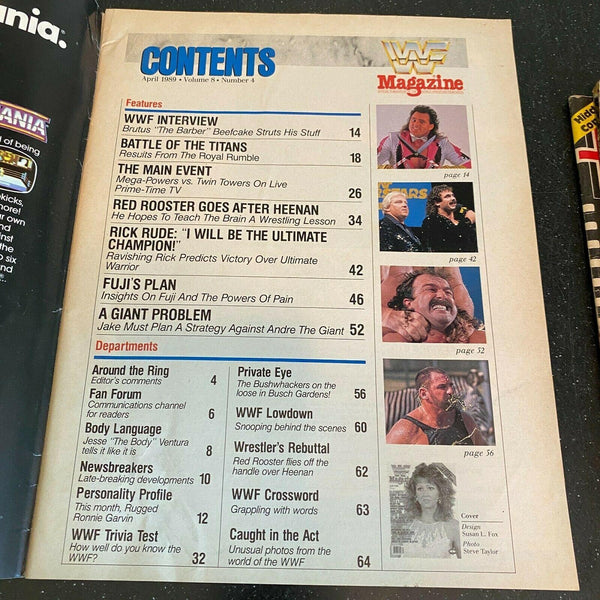 ania.
MANIA
of being
kicks,
more!
ur own
nd
inst
the
o six
and
CONTENTS
April 1989 • Volume 8 • Number 4
WWF
Magazine
Features
WWF INTERVIEW
Brutus "The Barber" Beefcake Struts His Stuff 14
BATTLE OF THE TITANS
Results From The Royal Rumble 18
THE MAIN EVENT
Mega-Powers vs. Twin Towers On Live
Prime-Time TV 26
RED ROOSTER GOES AFTER HEENAN
He Hopes To Teach The Brain A Wrestling Lesson 34
RICK RUDE: "I WILL BE THE ULTIMATE
CHAMPION!"
Ravishing Rick Predicts Victory Over Ultimate
Warrior 42
FUJI'S PLAN
Insights On Fuji And The Powers Of Pain 46
A GIANT PROBLEM
Jake Must Plan A Strategy Against Andre The Giant 52
page 14
page 42
page 52
page 56
Departments
Around the Ring
Editor's comments 4
Fan Forum
Communications channel
for readers 6
Body Language
Jesse "The Body" Ventura
tells it like it is 8
Newsbreakers
Late-breaking developments 10
Personality Profile
This month, Rugged
Ronnie Garvin 12
WWF Trivia Test
How well do you know the
WWF? 32
Private Eye
The Bushwhackers on the
loose in Busch Gardens! 56
WWF Lowdown
Snooping behind the scenes 60
Wrestler's Rebuttal
Red Rooster flies off the
handle over Heenan 62
WWF Crossword
Grappling with words 63
Caught in the Act
Unusual photos from the
world of the WWF 64
Cover
Design
Susan L. Fox
Photo
Steve Taylor